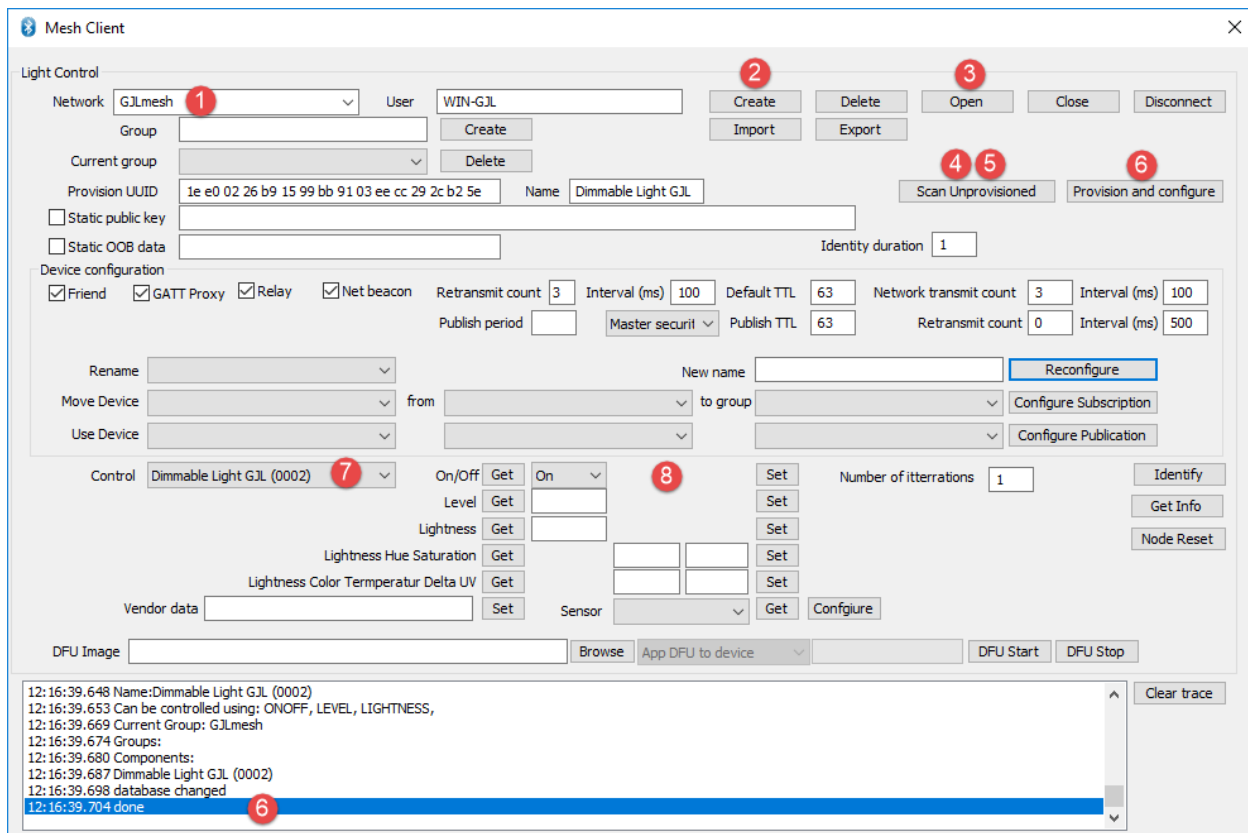 Mesh Client
Light Control
2 3
Network GJLmesh 1 User WIN-GJL Create Delete Open Close Disconnect
Group Create Import Export
Current group Delete 4 5 6
Provision UUID 1e e0 02 26 b9 15 99 bb 91 03 ee cc 29 2c b2 5e Name Dimmable Light GJL Scan Unprovisioned Provision and configure
Static public key
Static OOB data Identity duration 1
Device configuration
Friend GATT Proxy Relay Net beacon Retransmit count 3 Interval (ms) 100 Default TTL 63 Network transmit count 3 Interval (ms) 100
Publish period Master securit Publish TTL 63 Retransmit count 0 Interval (ms) 500
Rename New name Reconfigure
Move Device from to group Configure Subscription
Use Device Configure Publication
Control Dimmable Light GJL (0002) 7 On/Off Get On 8 Set Number of itterrations 1 Identify
Level Get Set Get Info
Lightness Get Set Node Reset
Lightness Hue Saturation Get Set
Lightness Color Termperatur Delta UV Get Set
Vendor data Set Sensor Get Confgiure
DFU Image Browse App DFU to device DFU Start DFU Stop
12:16:39.648 Name:Dimmable Light GJL (0002) Clear trace
12:16:39.653 Can be controlled using: ONOFF, LEVEL, LIGHTNESS,
12:16:39.669 Current Group: GJLmesh
12:16:39.674 Groups:
12:16:39.680 Components:
12:16:39.687 Dimmable Light GJL (0002)
12:16:39.698 database changed
12:16:39.704 done 6